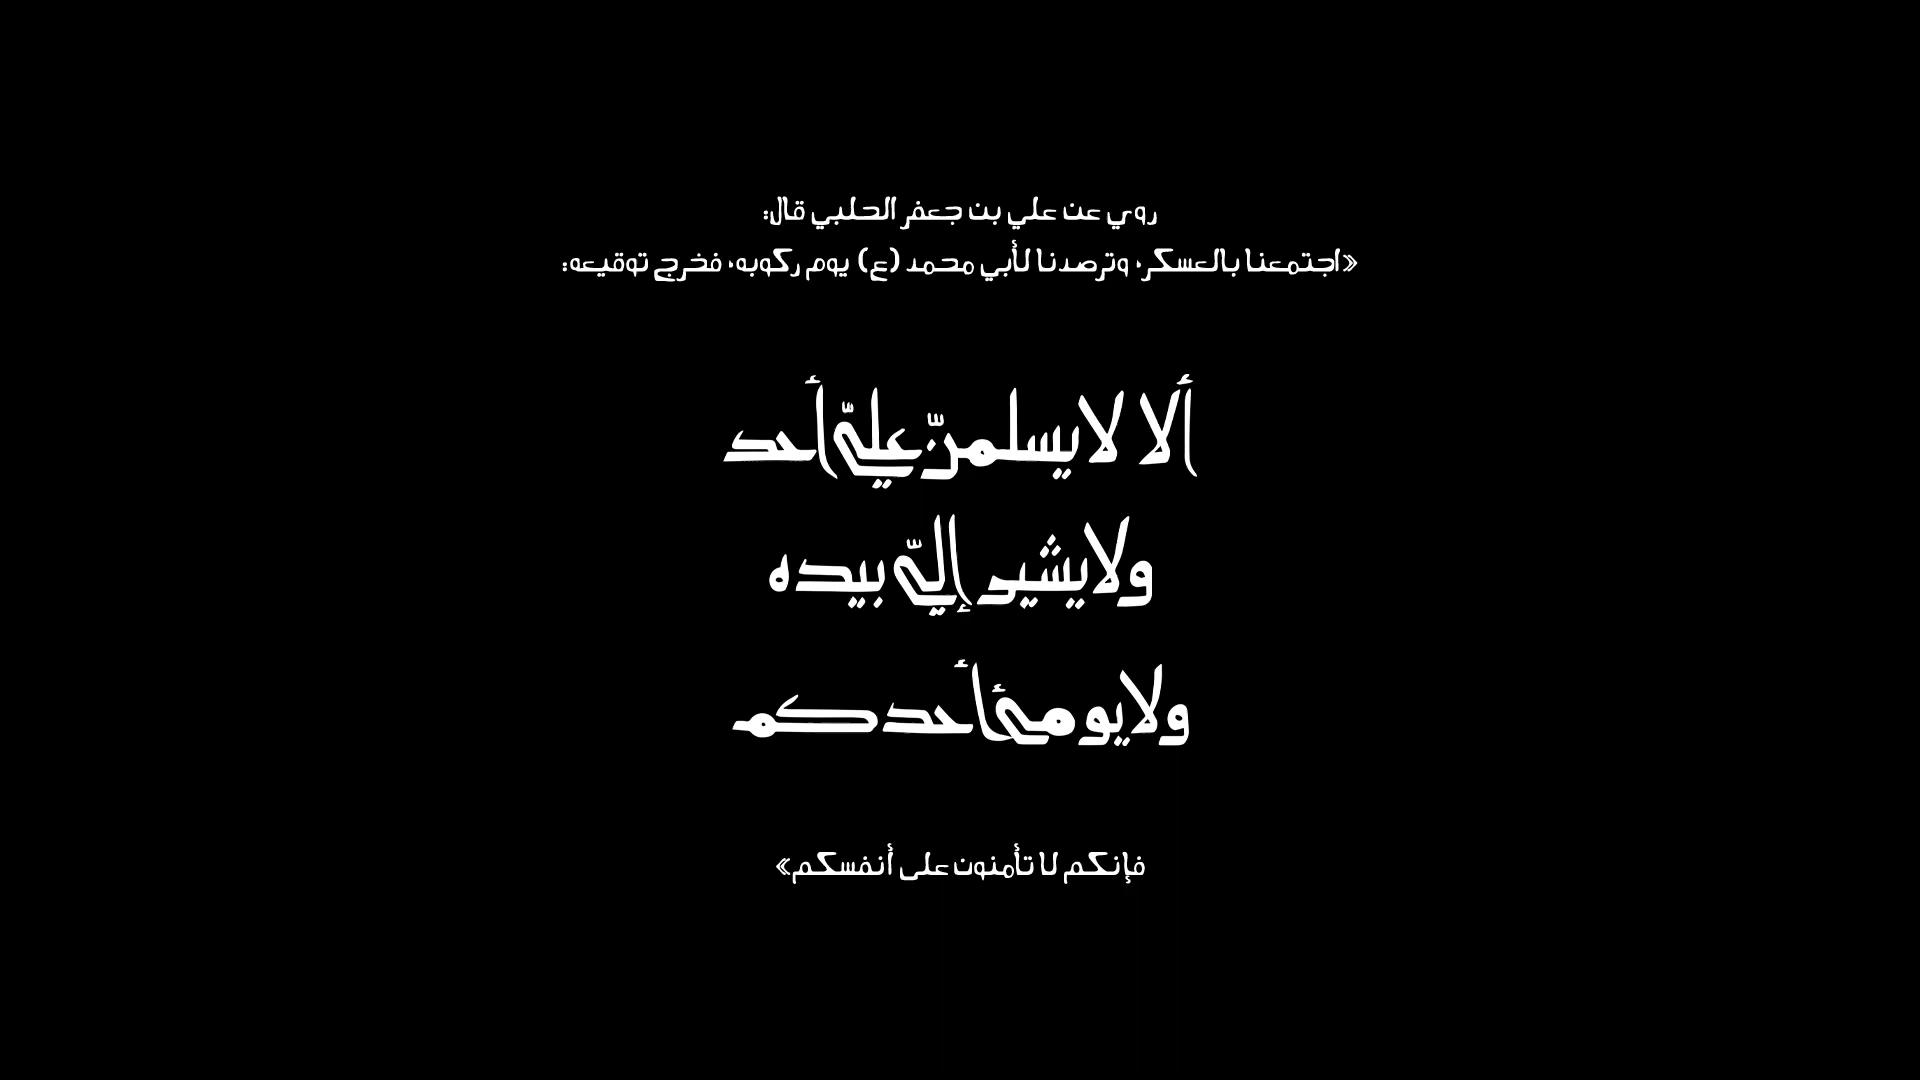 روي عن علي بن جعفر الحلبي قال:
«اجتمعنا بالعسكر، وترصدنا لأبي محمد (ع) يوم ركوبه، فخرج توقيعه:
ألا لا يسلمنّ عليّ أحد
ولا يشير إليّ بيده
ولا يومئ أحدكم
فإنكم لا تأمنون على أنفسكم»